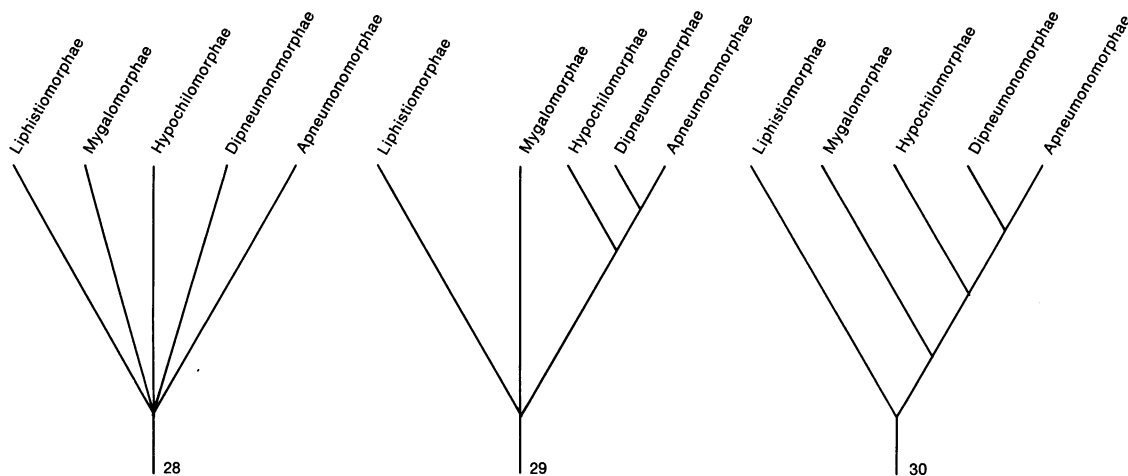 Liphistiomorphae
Mygalomorphae
Hypochilomorphae
Dipneumonomorphae
Apneumonomorphae
28
Liphistiomorphae
Mygalomorphae
Hypochilomorphae
Dipneumonomorphae
Apneumonomorphae
29
Liphistiomorphae
Mygalomorphae
Hypochilomorphae
Dipneumonomorphae
Apneumonomorphae
30